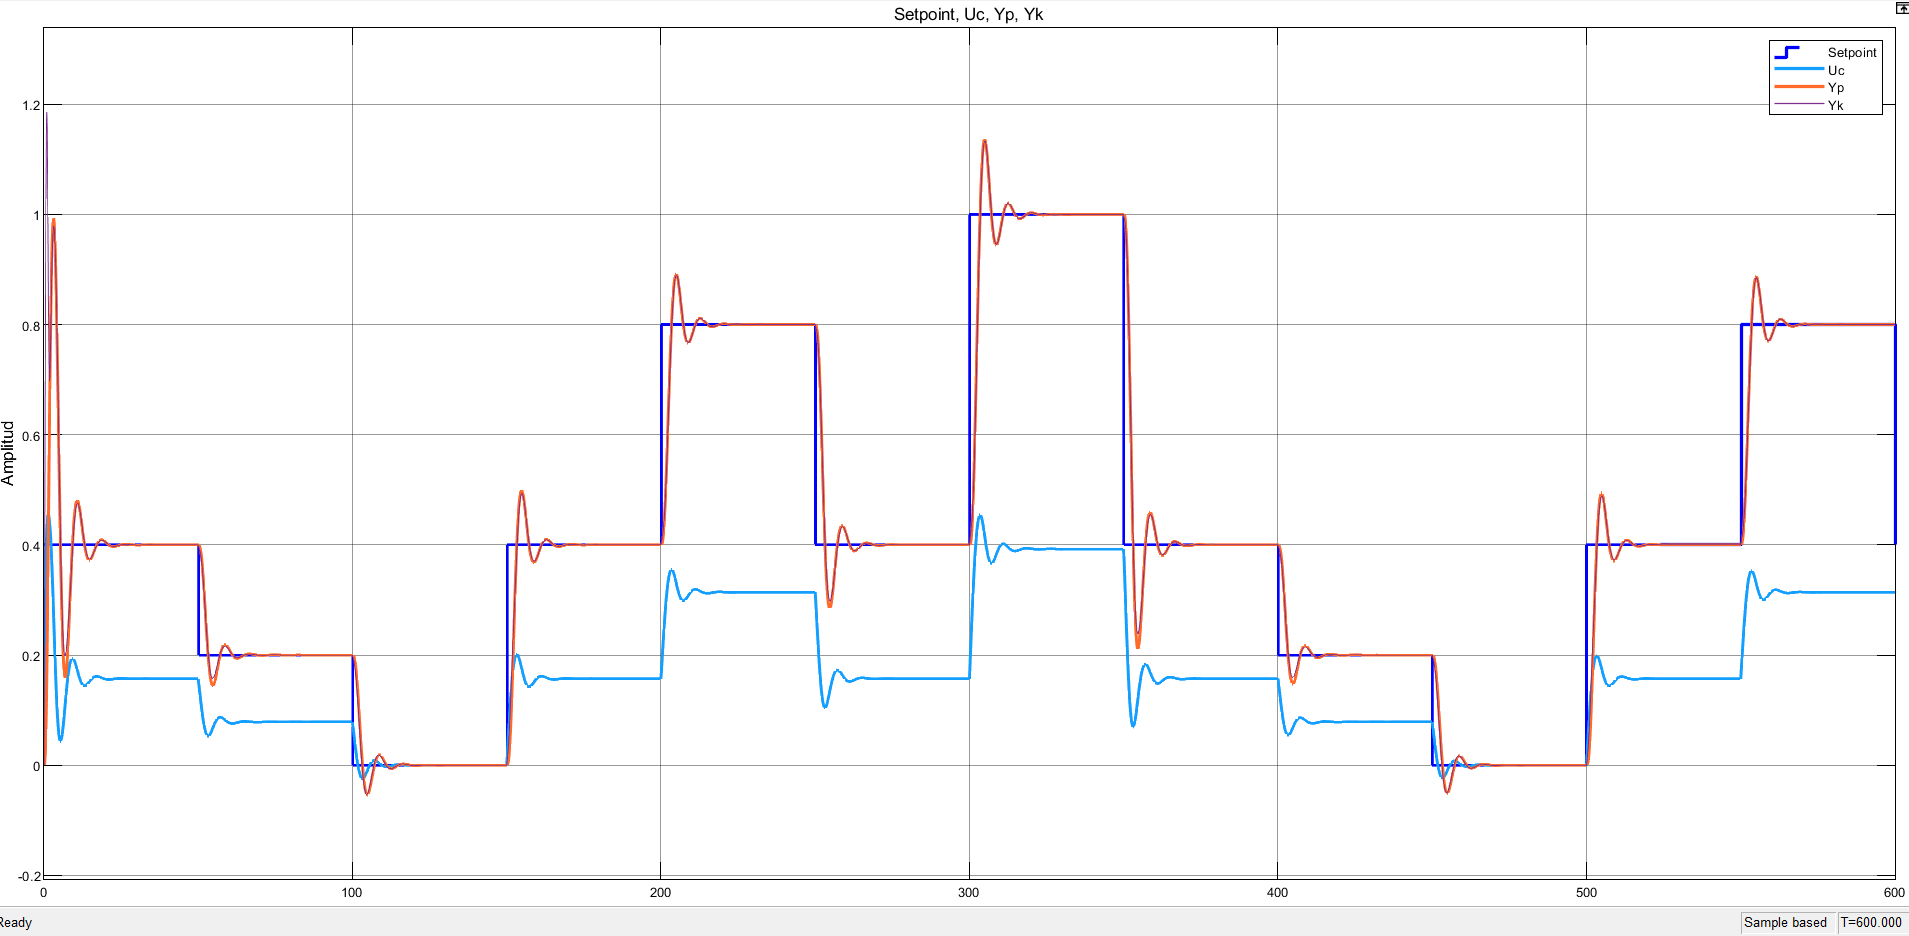 Setpoint, Uc, Yp, Yk
Setpoint
Uc
Yp
Yk
Amplitud
1.2
1
0.8
0.6
0.4
0.2
0
-0.2
0 100 200 300 400 500 600
Ready
Sample based
T=600.000